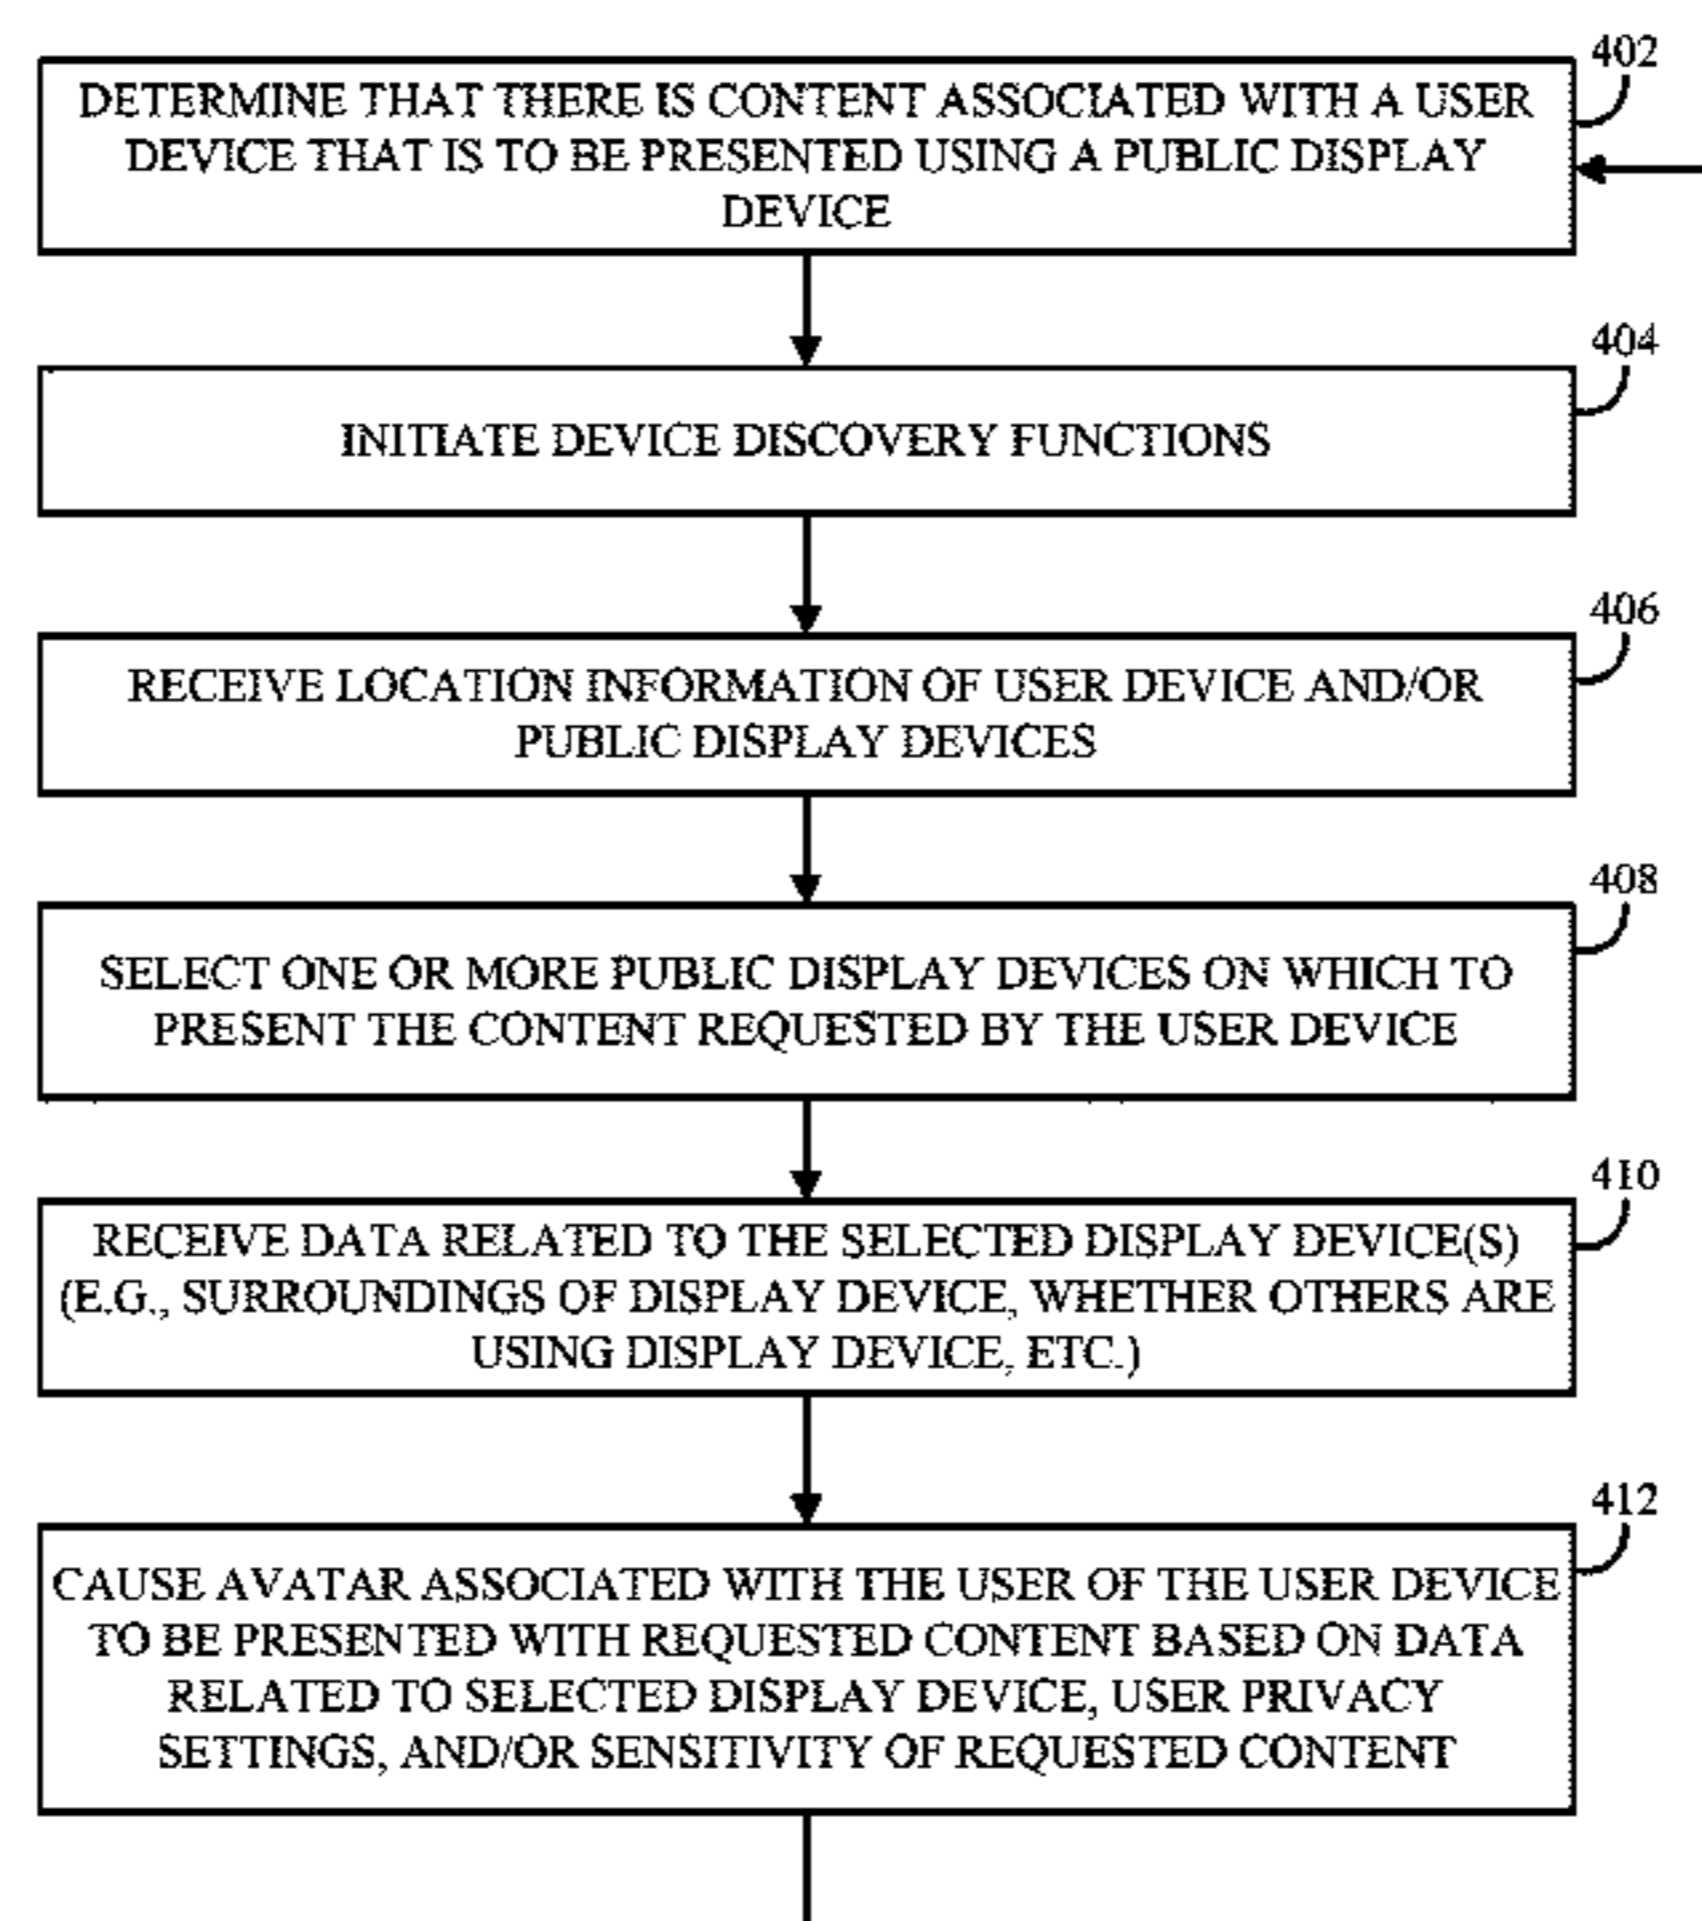 402
DETERMINE THAT THERE IS CONTENT ASSOCIATED WITH A USER
DEVICE THAT IS TO BE PRESENTED USING A PUBLIC DISPLAY
DEVICE
404
INITIATE DEVICE DISCOVERY FUNCTIONS
406
RECEIVE LOCATION INFORMATION OF USER DEVICE AND/OR
PUBLIC DISPLAY DEVICES
408
SELECT ONE OR MORE PUBLIC DISPLAY DEVICES ON WHICH TO
PRESENT THE CONTENT REQUESTED BY THE USER DEVICE
410
RECEIVE DATA RELATED TO THE SELECTED DISPLAY DEVICE(S)
(E.G., SURROUNDINGS OF DISPLAY DEVICE, WHETHER OTHERS ARE
USING DISPLAY DEVICE, ETC.)
412
CAUSE AVATAR ASSOCIATED WITH THE USER OF THE USER DEVICE
TO BE PRESENTED WITH REQUESTED CONTENT BASED ON DATA
RELATED TO SELECTED DISPLAY DEVICE, USER PRIVACY
SETTINGS, AND/OR SENSITIVITY OF REQUESTED CONTENT